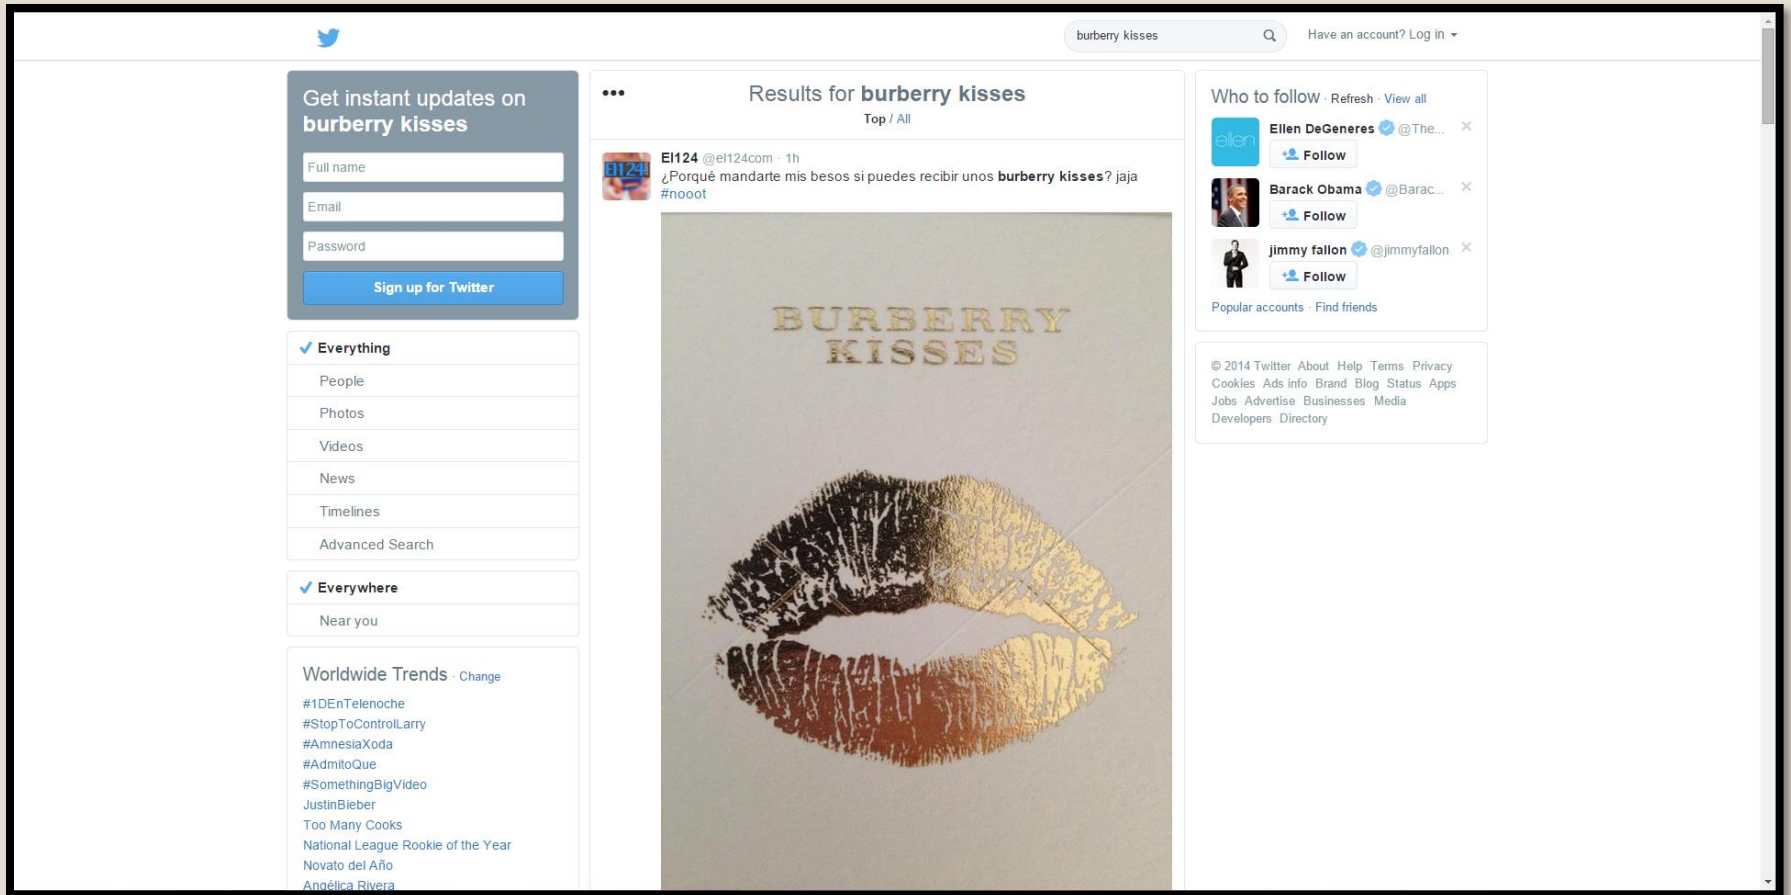 burberry kisses
Have an account? Log in
Get instant updates on
burberry kisses
Full name
Email
Password
Sign up for Twitter
Everything
People
Photos
Videos
News
Timelines
Advanced Search
Everywhere
Near you
Worldwide Trends · Change
#1DEnTelenoche
#StopToControlLarry
#AmnesiaXoda
#AdmitoQue
#SomethingBigVideo
JustinBieber
Too Many Cooks
National League Rookie of the Year
Novato del Año
Angélica Rivera
Results for burberry kisses
Top / All
El124
El124 @el124com · 1h
¿Porqué mandarte mis besos si puedes recibir unos burberry kisses? jaja
#nooot
BURBERRY
KISSES
Who to follow · Refresh · View all
ellen
Ellen DeGeneres @The...
Follow
Barack Obama @Barac...
Follow
jimmy fallon @jimmyfallon
Follow
Popular accounts · Find friends
© 2014 Twitter About Help Terms Privacy
Cookies Ads info Brand Blog Status Apps
Jobs Advertise Businesses Media
Developers Directory